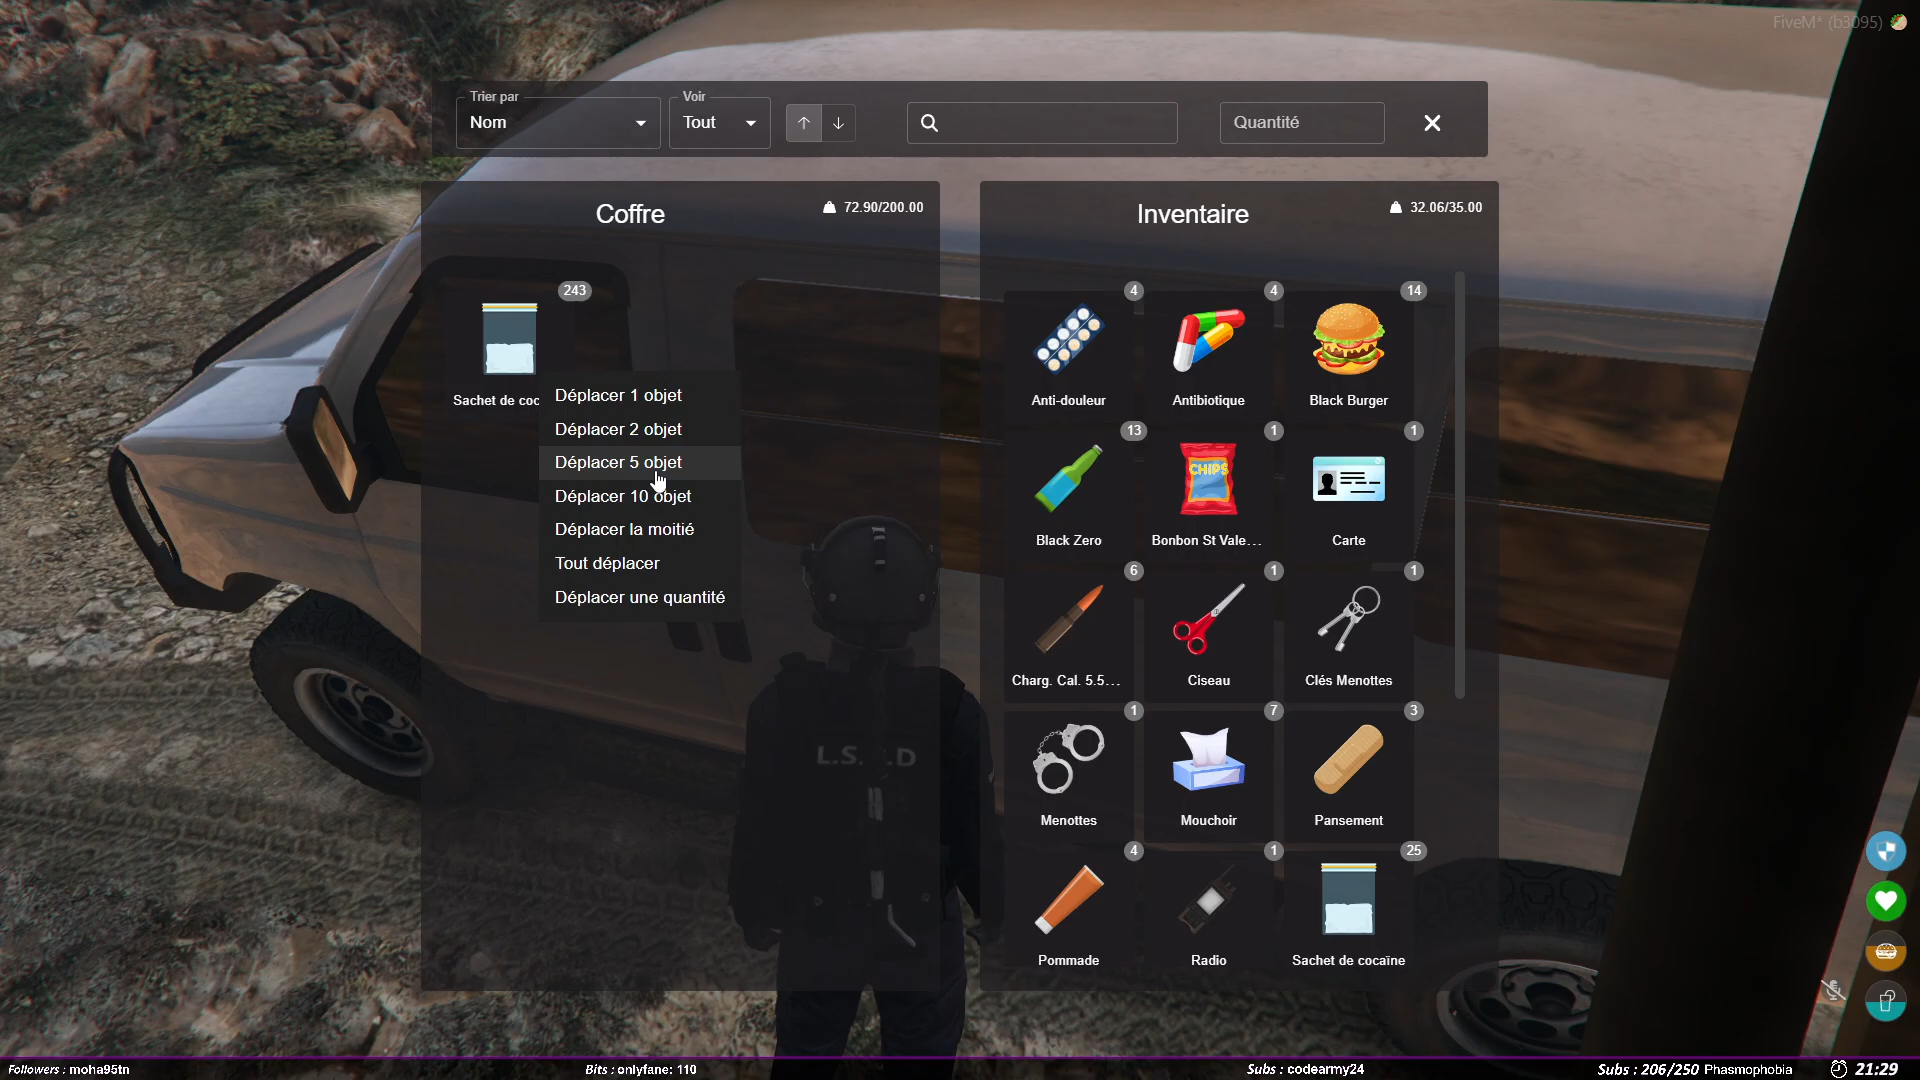 FiveM* (b3095)
Trier par
Nom
Voir
Tout
Quantité
Coffre
72.90/200.00
243
Sachet de coc
Déplacer 1 objet
Déplacer 2 objet
Déplacer 5 objet
Déplacer 10 objet
Déplacer la moitié
Tout déplacer
Déplacer une quantité
Inventaire
32.06/35.00
4
4
14
Anti-douleur
Antibiotique
Black Burger
13
1
1
CHIPS
Black Zero
Bonbon St Vale...
Carte
6
1
1
Charg. Cal. 5.5...
Ciseau
Clés Menottes
1
7
3
Menottes
Mouchoir
Pansement
4
1
25
Pommade
Radio
Sachet de cocaïne
L.S. .D
Followers : moha95tn
Bits : onlyfane: 110
Subs : codearmy24
Subs : 206/250 Phasmophobia
21:29